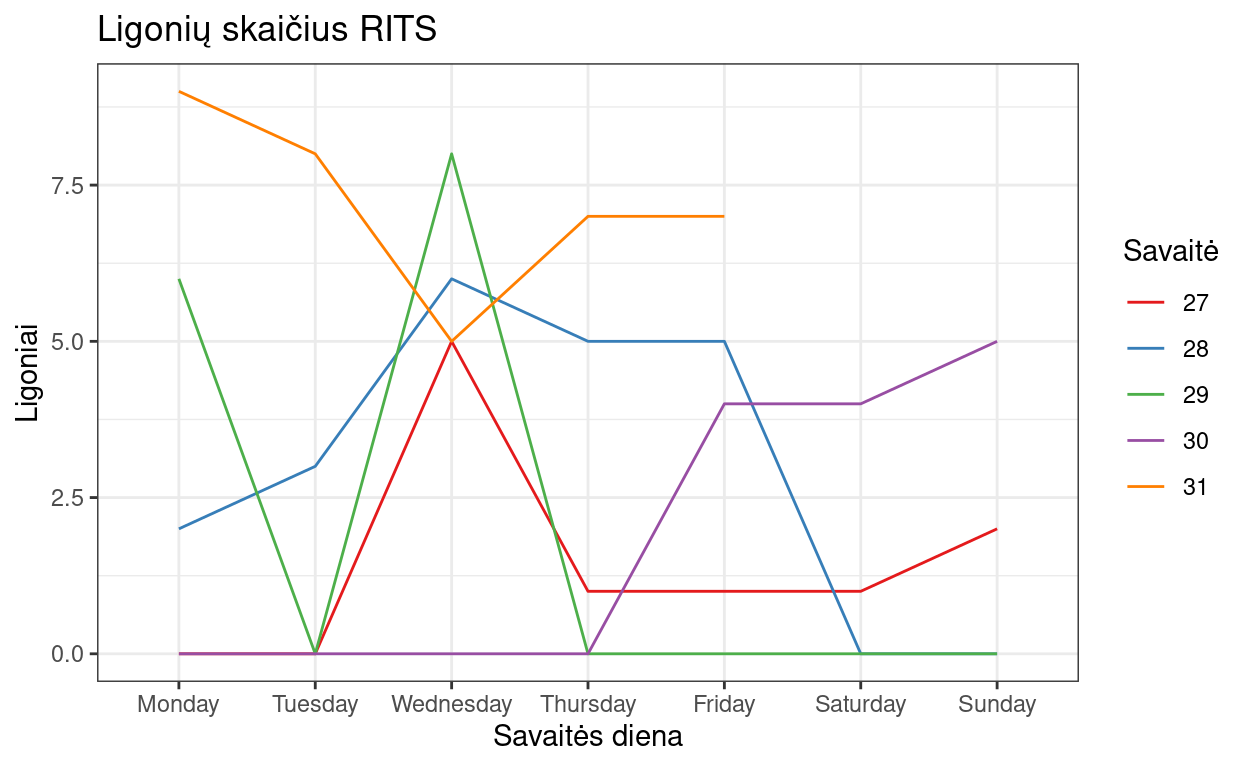 Ligonių skaičius RITS
Ligoniai
7.5
5.0
2.5
0.0
Monday Tuesday Wednesday Thursday Friday Saturday Sunday
Savaitės diena
Savaitė
27
28
29
30
31